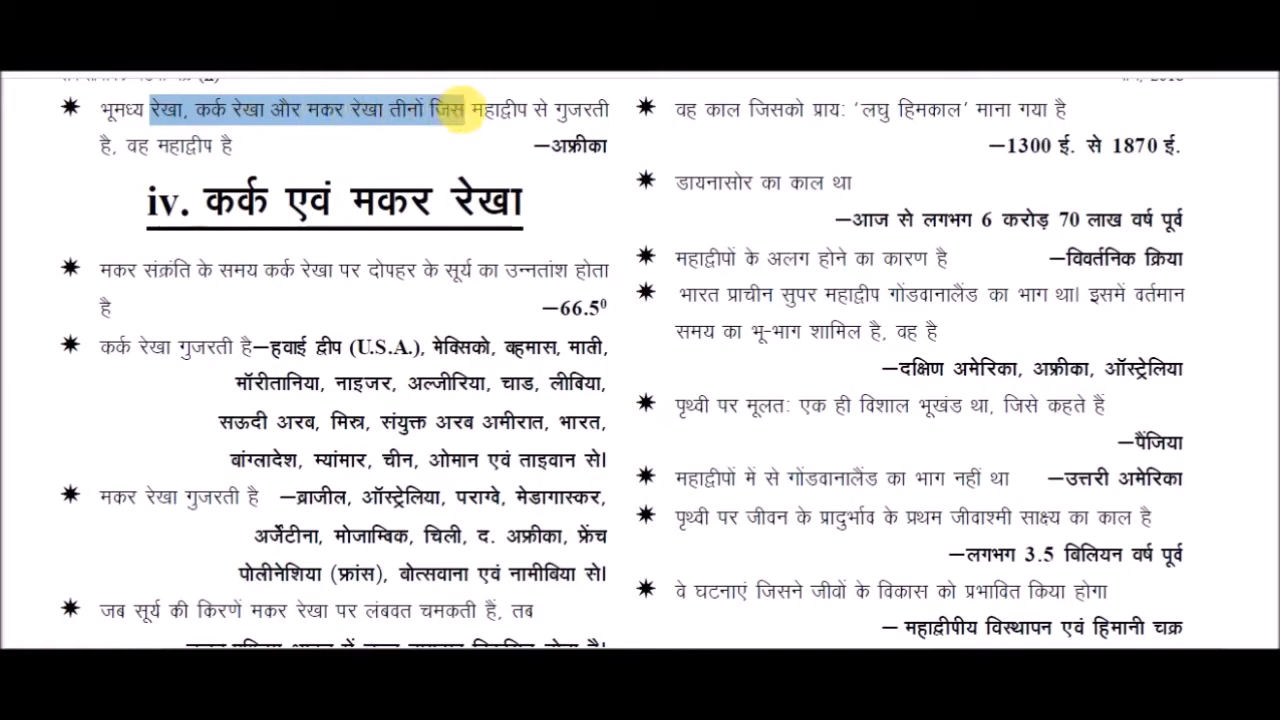 भूमध्य रेखा, कर्क रेखा और मकर रेखा तीनों जिस महाद्वीप से गुजरती
है, वह महाद्वीप है –अफ्रीका
iv. कर्क एवं मकर रेखा
मकर संक्रंति के समय कर्क रेखा पर दोपहर के सूर्य का उन्नतांश होता
है –66.5⁰
कर्क रेखा गुजरती है–हवाई द्वीप (U.S.A.), मेक्सिको, वहमास, माती,
मॉरीतानिया, नाइजर, अल्जीरिया, चाड, लीबिया,
सऊदी अरब, मिस्र, संयुक्त अरब अमीरात, भारत,
बांग्लादेश, म्यांमार, चीन, ओमान एवं ताइवान से।
मकर रेखा गुजरती है –ब्राजील, ऑस्ट्रेलिया, पराग्वे, मेडागास्कर,
अर्जेंटीना, मोजाम्बिक, चिली, द. अफ्रीका, फ्रेंच
पोलीनेशिया (फ्रांस), बोत्सवाना एवं नामीबिया से।
जब सूर्य की किरणें मकर रेखा पर लंबवत चमकती हैं, तब
वह काल जिसको प्राय: ‘लघु हिमकाल’ माना गया है
–1300 ई. से 1870 ई.
डायनासोर का काल था
–आज से लगभग 6 करोड़ 70 लाख वर्ष पूर्व
महाद्वीपों के अलग होने का कारण है –विवर्तनिक क्रिया
भारत प्राचीन सुपर महाद्वीप गोंडवानालैंड का भाग था। इसमें वर्तमान
समय का भू-भाग शामिल है, वह है
–दक्षिण अमेरिका, अफ्रीका, ऑस्ट्रेलिया
पृथ्वी पर मूलत: एक ही विशाल भूखंड था, जिसे कहते हैं
–पैंजिया
महाद्वीपों में से गोंडवानालैंड का भाग नहीं था –उत्तरी अमेरिका
पृथ्वी पर जीवन के प्रादुर्भाव के प्रथम जीवाश्मी साक्ष्य का काल है
–लगभग 3.5 बिलियन वर्ष पूर्व
वे घटनाएं जिसने जीवों के विकास को प्रभावित किया होगा
– महाद्वीपीय विस्थापन एवं हिमानी चक्र